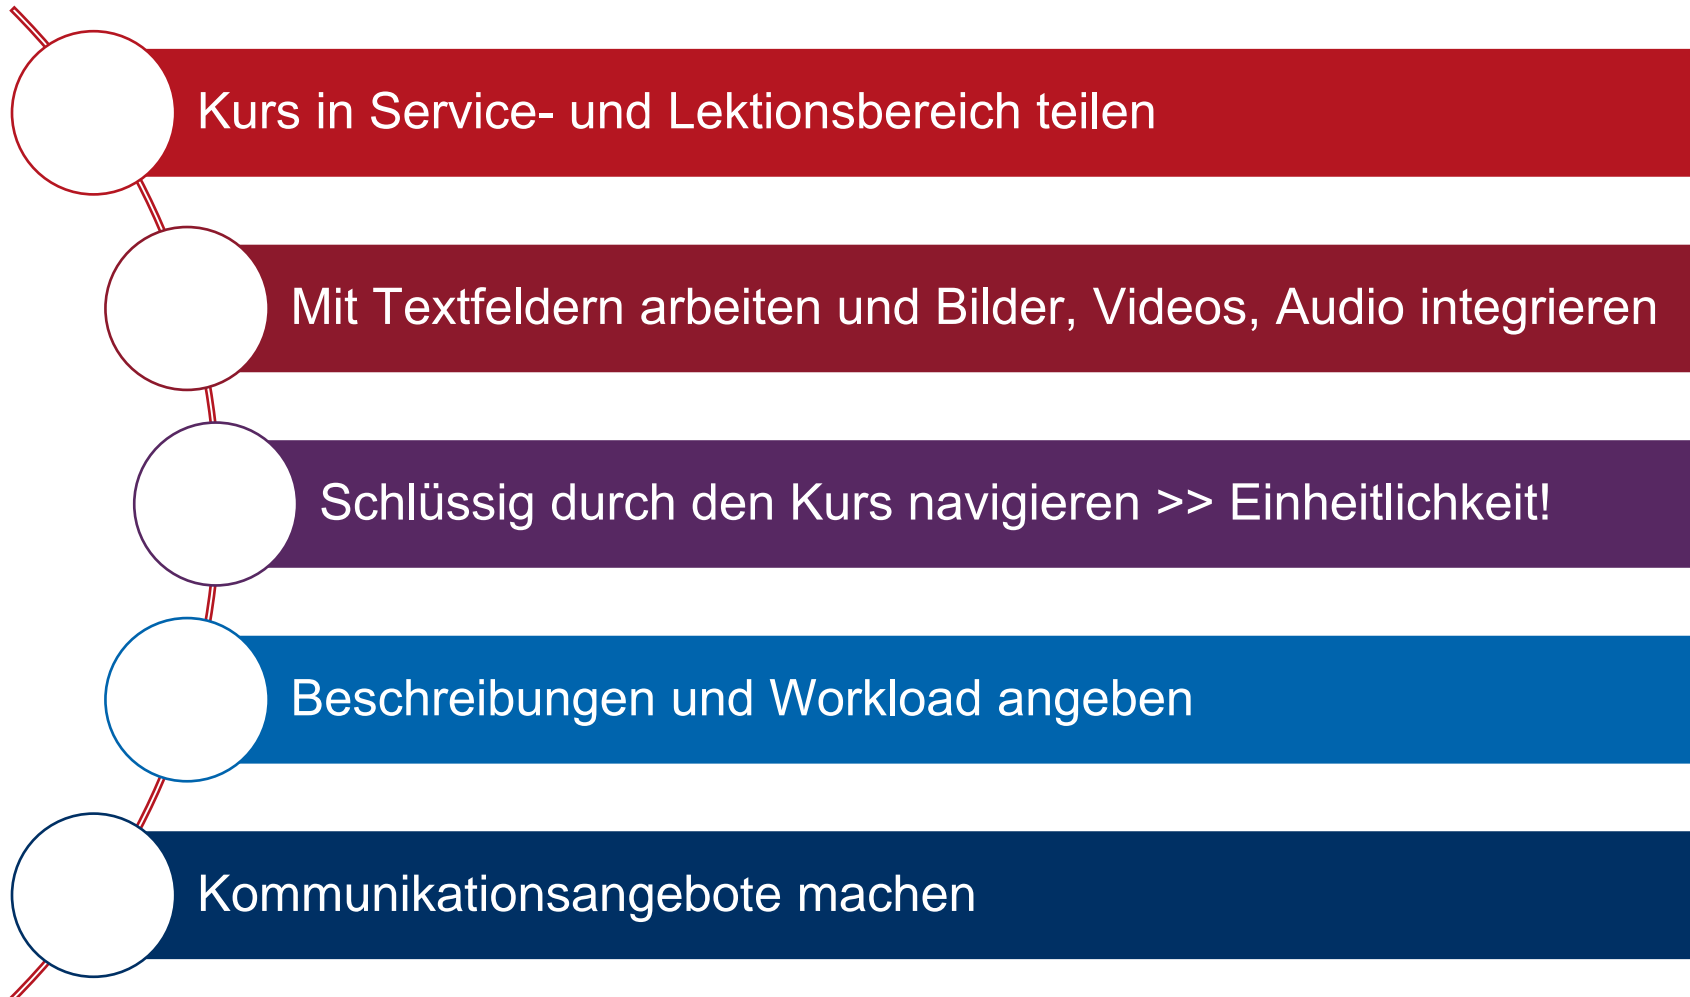 Kurs in Service- und Lektionsbereich teilen
Mit Textfeldern arbeiten und Bilder, Videos, Audio integrieren
Schlüssig durch den Kurs navigieren >> Einheitlichkeit!
Beschreibungen und Workload angeben
Kommunikationsangebote machen